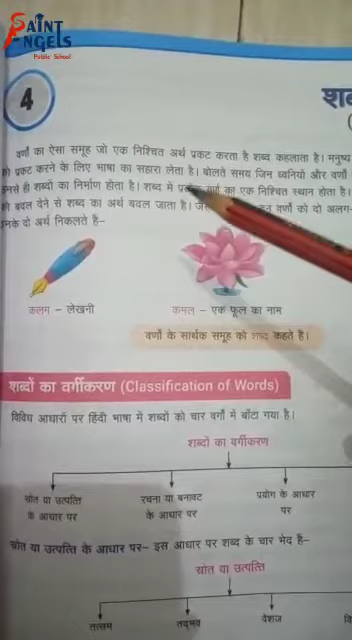 SAINT
ANGELS
Public School
4
वर्णों का ऐसा समूह जो एक निश्चित अर्थ प्रकट करता है शब्द कहलाता है। मनुष्य
को प्रकट करने के लिए भाषा का सहारा लेता है। बोलते समय जिन ध्वनियों और वर्णों
उनसे ही शब्दों का निर्माण होता है। शब्द में का एक निश्चित स्थान होता है।
को बदल देने से शब्द का अर्थ बदल जाता है। वर्णों को दो अलग-
उनके दो अर्थ निकलते हैं–
कलम – लेखनी
कमल – एक फूल का नाम
वर्णों के सार्थक समूह को शब्द कहते हैं।
शब्दों का वर्गीकरण (Classification of Words)
विविध आधारों पर हिंदी भाषा में शब्दों को चार वर्गों में बाँटा गया है।
शब्दों का वर्गीकरण
स्रोत या उत्पत्ति के आधार पर
रचना या बनावट के आधार पर
प्रयोग के आधार पर
स्रोत या उत्पत्ति के आधार पर– इस आधार पर शब्द के चार भेद है–
स्रोत या उत्पत्ति
तत्सम तद्भव देशज